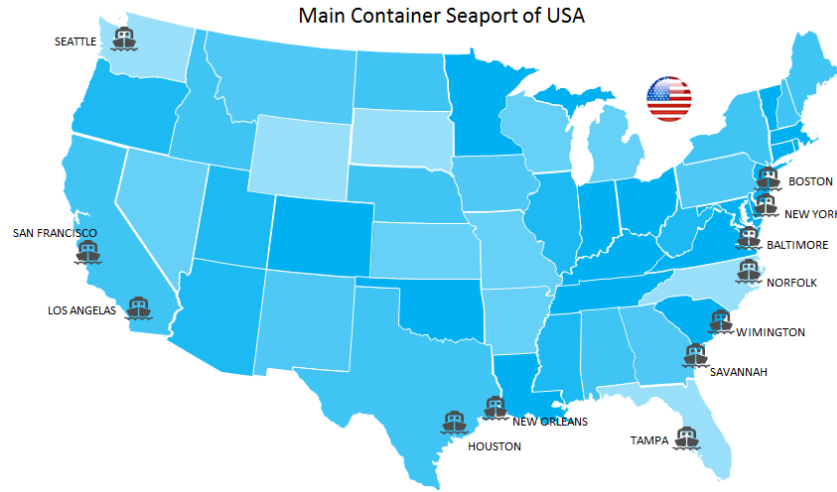 Main Container Seaport of USA
SEATTLE
BOSTON
NEW YORK
SAN FRANCISCO
BALTIMORE
NORFOLK
LOS ANGELAS
WIMINGTON
SAVANNAH
NEW ORLEANS
HOUSTON
TAMPA